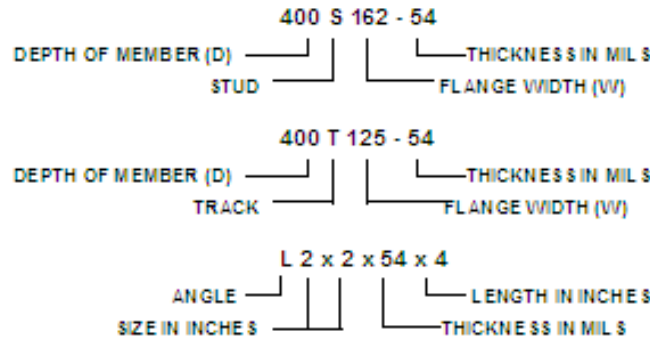 400 S 162 - 54
DEPTH OF MEMBER (D) THICKNESS IN MILS
STUD FLANGE WIDTH (W)
400 T 125 - 54
DEPTH OF MEMBER (D) THICKNESS IN MILS
TRACK FLANGE WIDTH (W)
L 2 x 2 x 54 x 4
ANGLE LENGTH IN INCHES
SIZE IN INCHES THICKNESS IN MILS